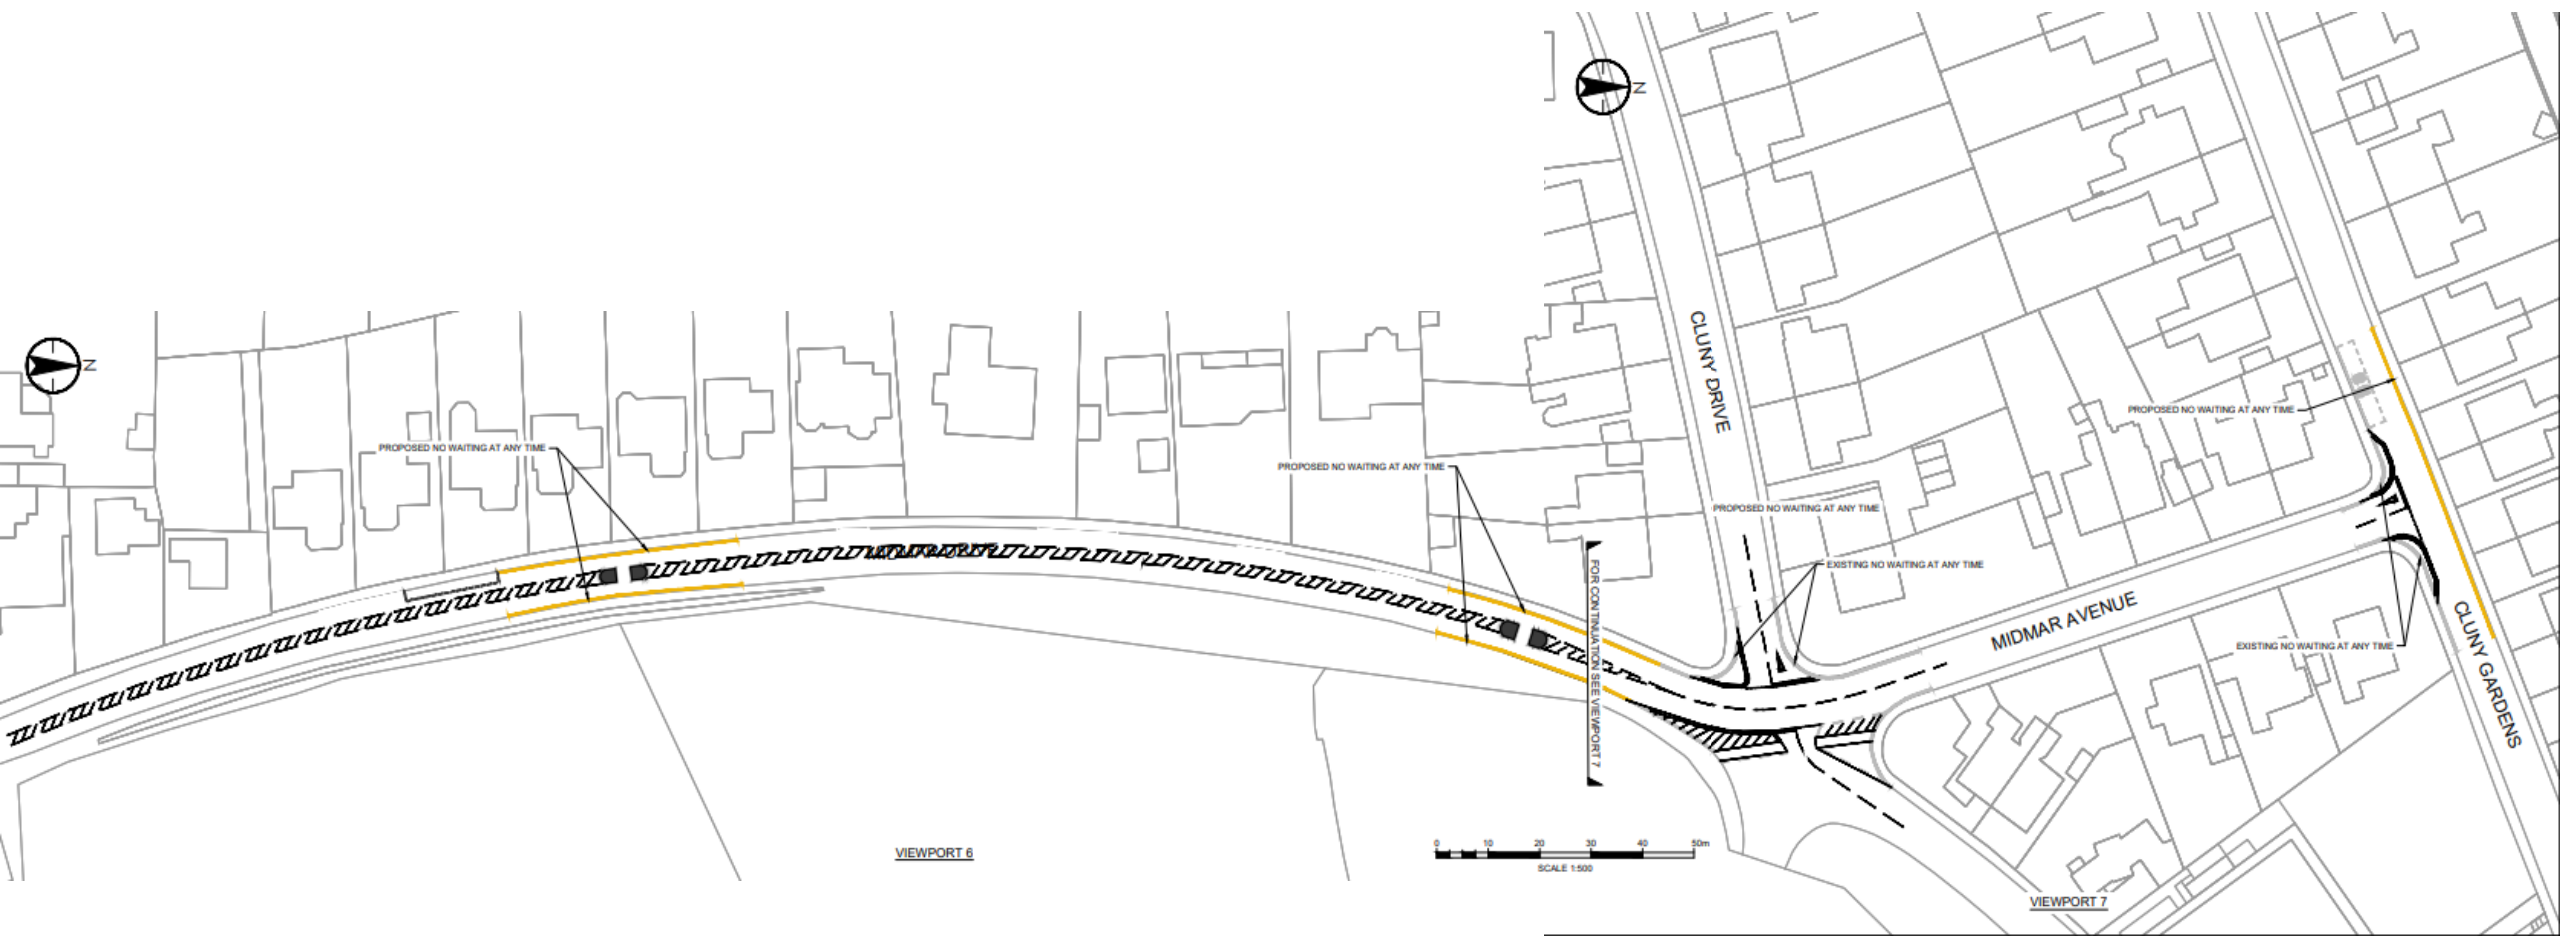 N
N
CLUNY DRIVE
PROPOSED NO WAITING AT ANY TIME
PROPOSED NO WAITING AT ANY TIME
PROPOSED NO WAITING AT ANY TIME
PROPOSED NO WAITING AT ANY TIME
MIDMAR DRIVE
FOR CONTINUATION SEE VIEWPORT 7
EXISTING NO WAITING AT ANY TIME
MIDMAR AVENUE
EXISTING NO WAITING AT ANY TIME
CLUNY GARDENS
0 10 20 30 40 50m
SCALE 1:500
VIEWPORT 6
VIEWPORT 7